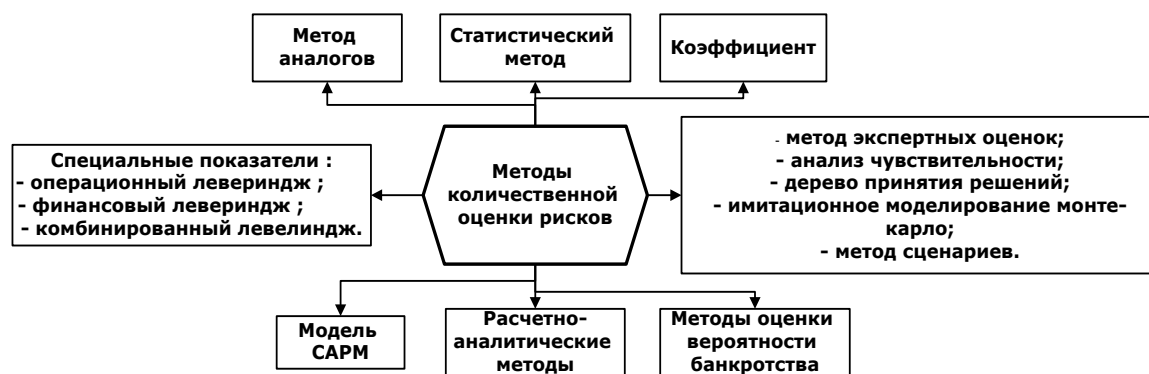 Метод
аналогов
Статистический
метод
Коэффициент
Специальные показатели :
- операционный левериндж ;
- финансовый левериндж ;
- комбинированный левелиндж.
Методы
количественной
оценки рисков
- метод экспертных оценок;
- анализ чувствительности;
- дерево принятия решений;
- имитационное моделирование монте-
карло;
- метод сценариев.
Модель
САРМ
Расчетно-
аналитические
методы
Методы оценки
вероятности
банкротства